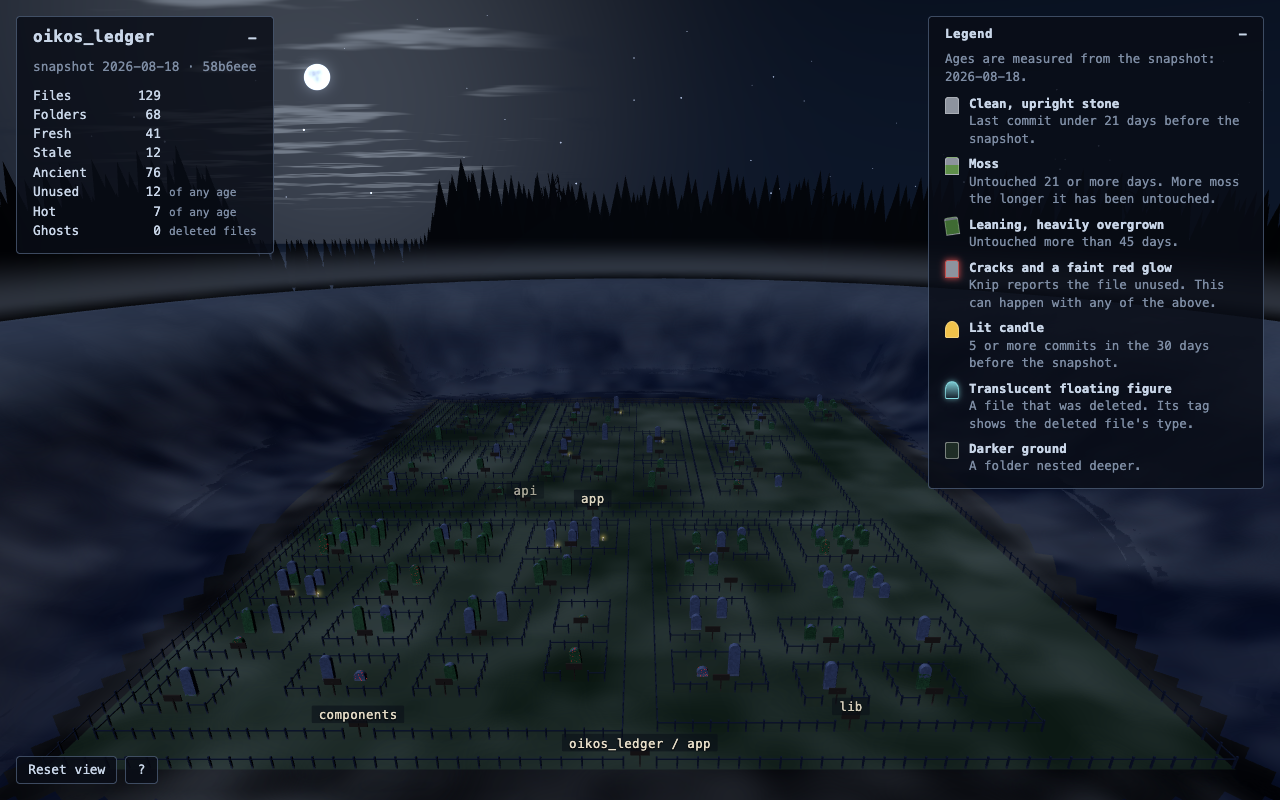 oikos_ledger –
snapshot 2026-08-18 · 58b6eee
Files 129
Folders 68
Fresh 41
Stale 12
Ancient 76
Unused 12 of any age
Hot 7 of any age
Ghosts 0 deleted files
Legend –
Ages are measured from the snapshot:
2026-08-18.
Clean, upright stone
Last commit under 21 days before the
snapshot.
Moss
Untouched 21 or more days. More moss
the longer it has been untouched.
Leaning, heavily overgrown
Untouched more than 45 days.
Cracks and a faint red glow
Knip reports the file unused. This
can happen with any of the above.
Lit candle
5 or more commits in the 30 days
before the snapshot.
Translucent floating figure
A file that was deleted. Its tag
shows the deleted file's type.
Darker ground
A folder nested deeper.
api
app
components
lib
oikos_ledger / app
Reset view ?